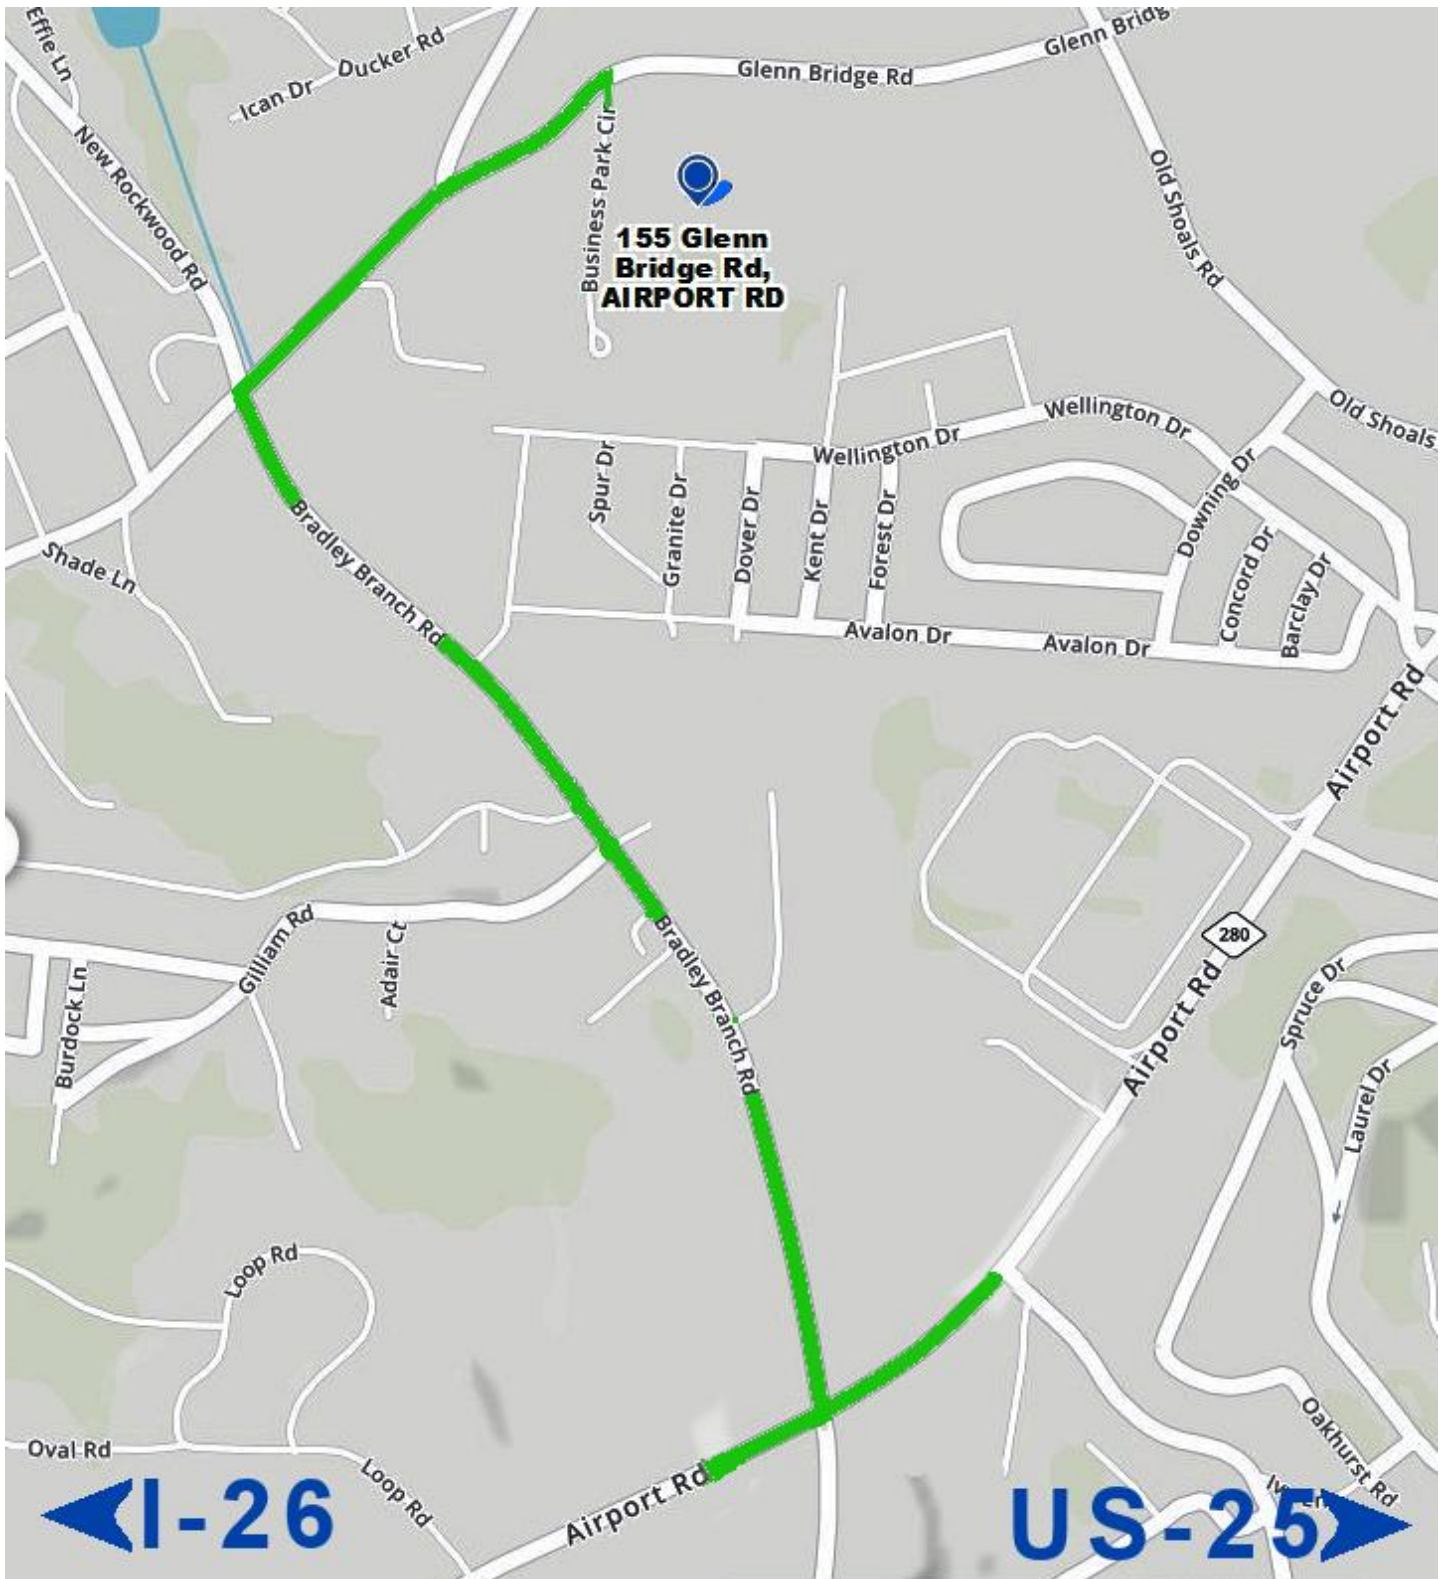 Effie Ln
Ducker Rd
Ican Dr
Glenn Bridge Rd
Glenn Bridg
New Rockwood Rd
Business Park Cir
Old Shoals Rd
155 Glenn
Bridge Rd,
AIRPORT RD
Old Shoals
Wellington Dr
Wellington Dr
Spur Dr
Granite Dr
Dover Dr
Kent Dr
Forest Dr
Downing Dr
Concord Dr
Barclay Dr
Shade Ln
Bradley Branch Rd
Avalon Dr
Avalon Dr
Airport Rd
Gilliam Rd
Adair Ct
Burdock Ln
Bradley Branch Rd
280
Airport Rd
Spruce Dr
Laurel Dr
Loop Rd
Oval Rd
Loop Rd
Airport Rd
Oakhurst Rd
I-26
US-25